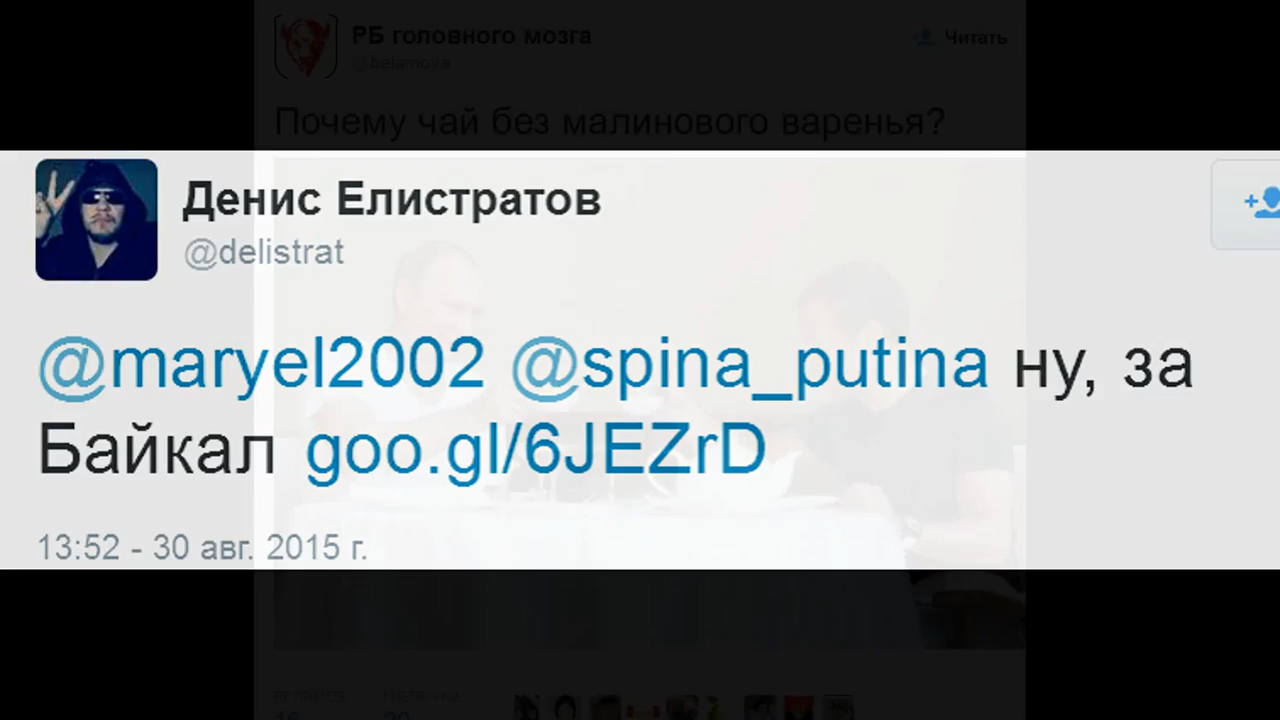 РБ головного мозга
Читать
@belamova
Почему чай без малинового варенья?
Денис Елистратов
@delistrat
@maryel2002 @spina_putina ну, за
Байкал goo.gl/6JEZrD
13:52 - 30 авг. 2015 г.